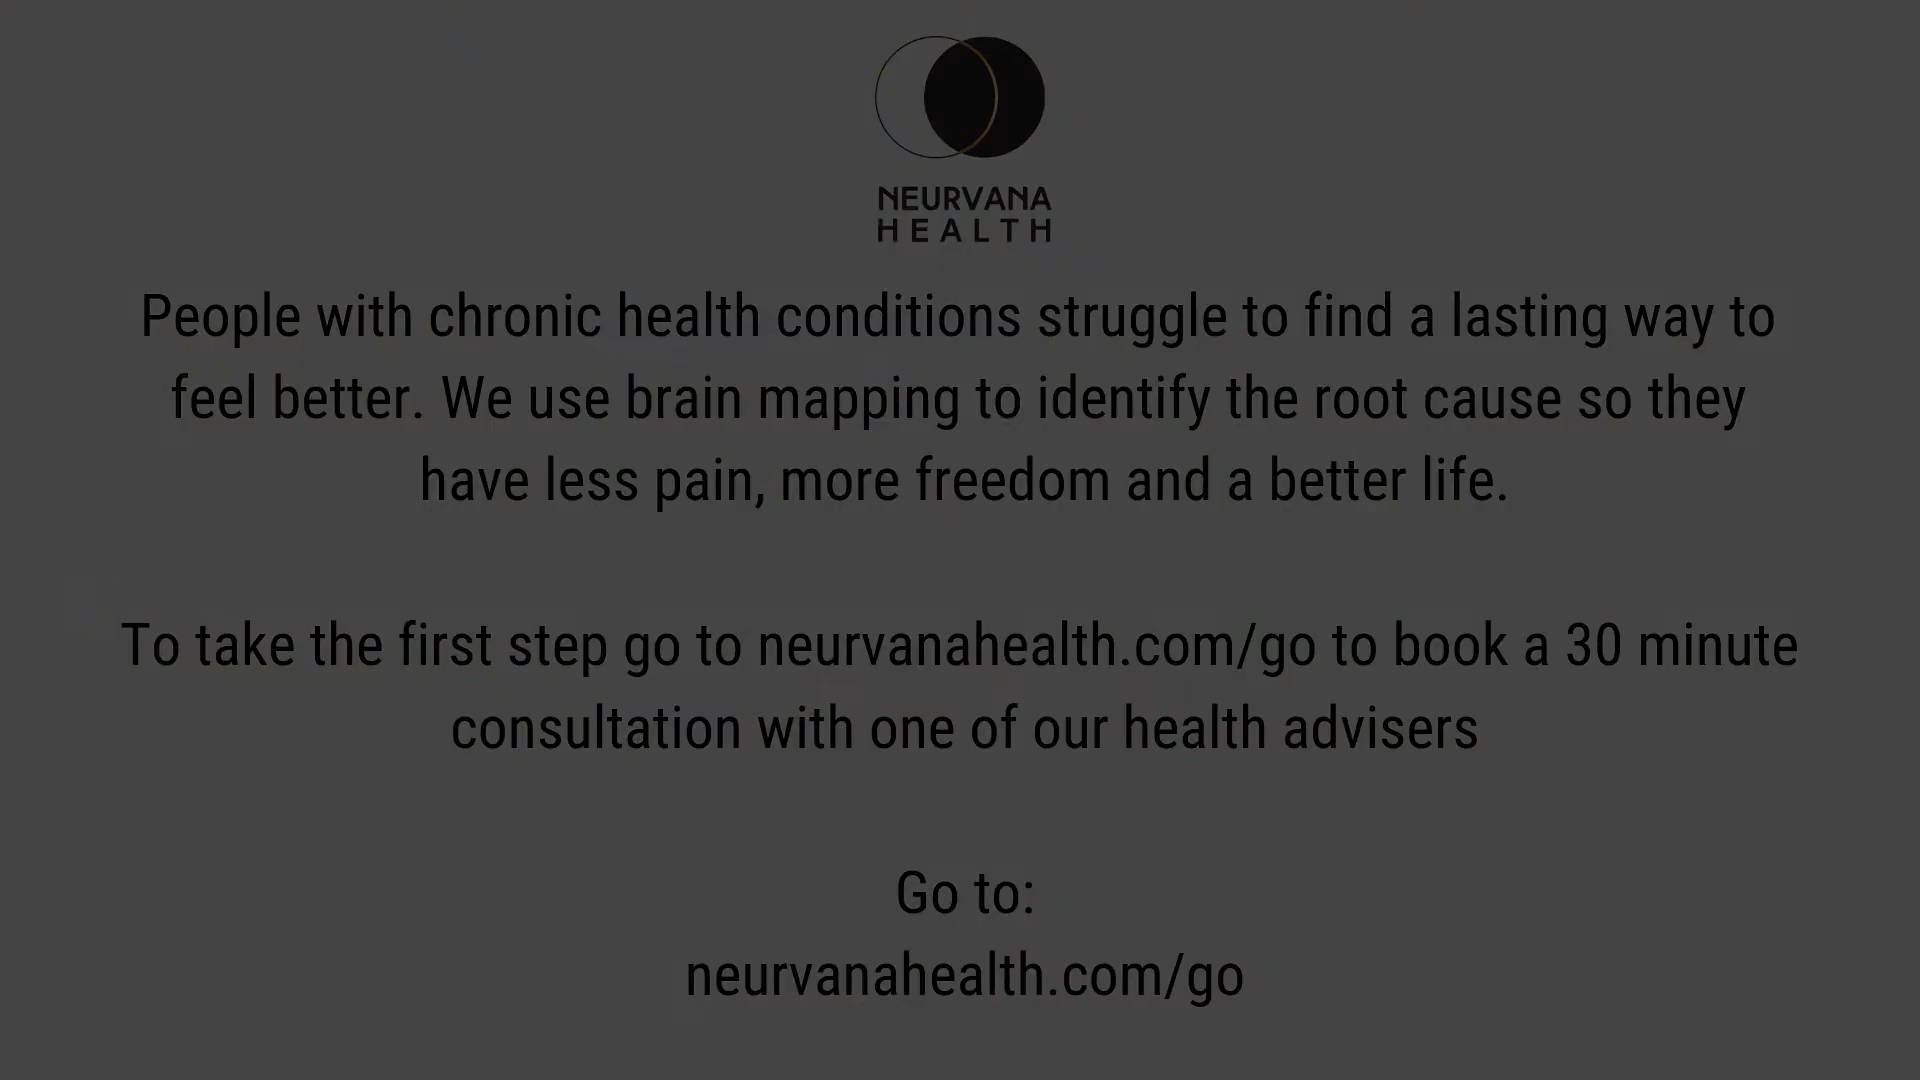 NEURVANA
HEALTH
People with chronic health conditions struggle to find a lasting way to
feel better. We use brain mapping to identify the root cause so they
have less pain, more freedom and a better life.
To take the first step go to neurvanahealth.com/go to book a 30 minute
consultation with one of our health advisers
Go to:
neurvanahealth.com/go